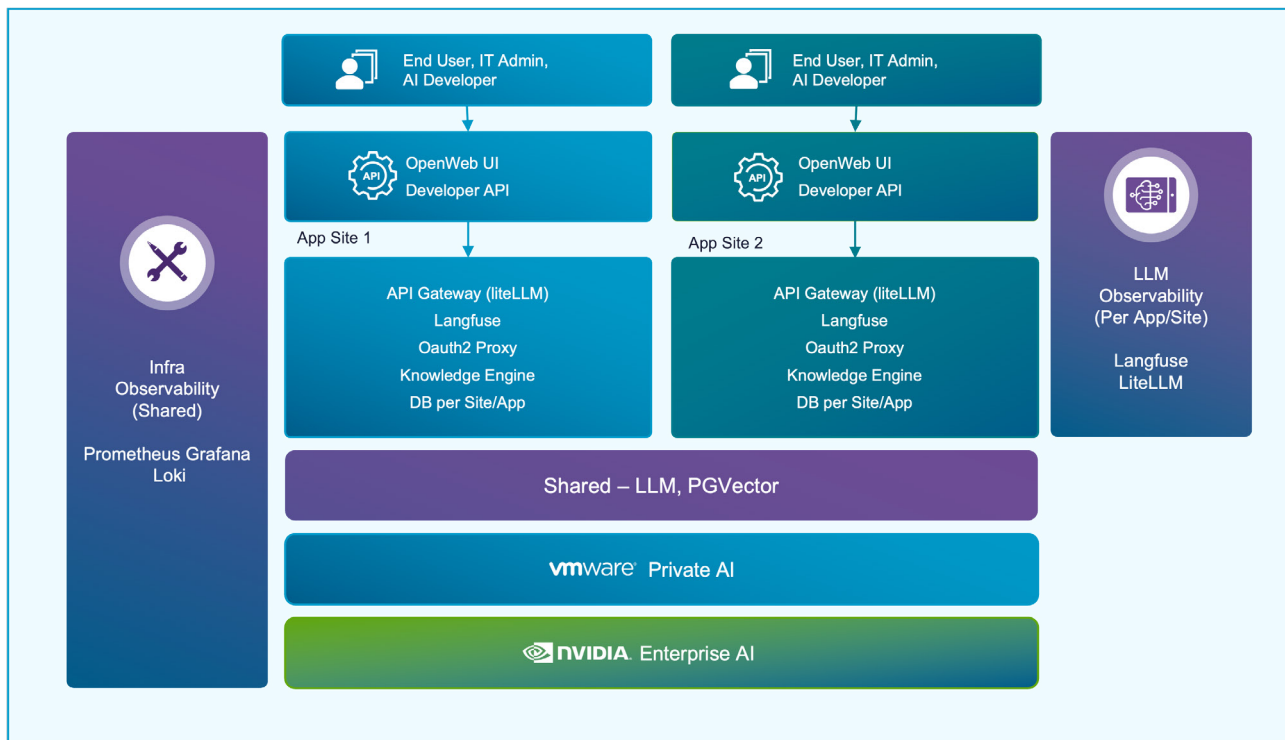 End User, IT Admin,
AI Developer
End User, IT Admin,
AI Developer
API
OpenWeb UI
Developer API
API
OpenWeb UI
Developer API
App Site 1
App Site 2
API Gateway (liteLLM)
Langfuse
Oauth2 Proxy
Knowledge Engine
DB per Site/App
API Gateway (liteLLM)
Langfuse
Oauth2 Proxy
Knowledge Engine
DB per Site/App
Infra
Observability
(Shared)
Prometheus Grafana
Loki
LLM
Observability
(Per App/Site)
Langfuse
LiteLLM
Shared – LLM, PGVector
vmware® Private AI
NVIDIA. Enterprise AI